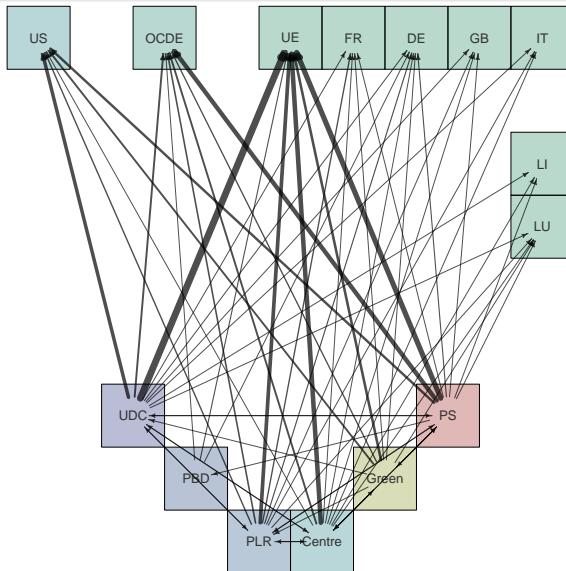 US OCDE UE FR DE GB IT
LI
LU
UDC PS
PBD Green
PLR Centre